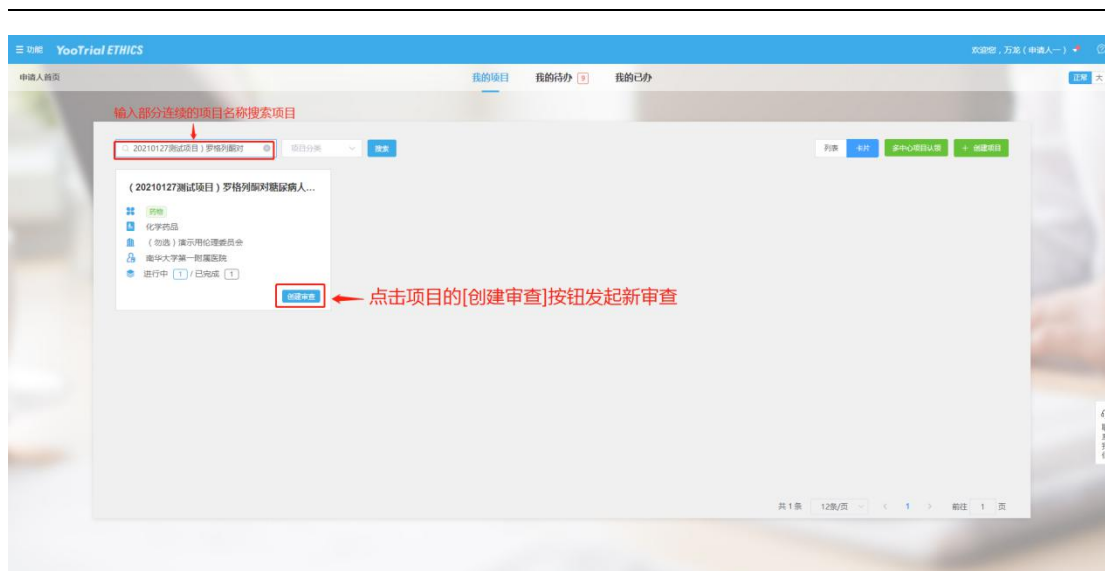 功能 YooTrial ETHICS 欢迎您，万龙（申请人一）
申请人首页 我的项目 我的待办 9 我的已办 正常 大
输入部分连续的项目名称搜索项目
20210127测试项目）罗格列酮对 项目分类 搜索 列表 卡片 多中心项目认领 + 创建项目
（20210127测试项目）罗格列酮对糖尿病人...
药物
化学药品
（勿选）演示用伦理委员会
南华大学第一附属医院
进行中 1 / 已完成 1
创建审查 点击项目的[创建审查]按钮发起新审查
共 1 条 12条/页 < 1 > 前往 1 页